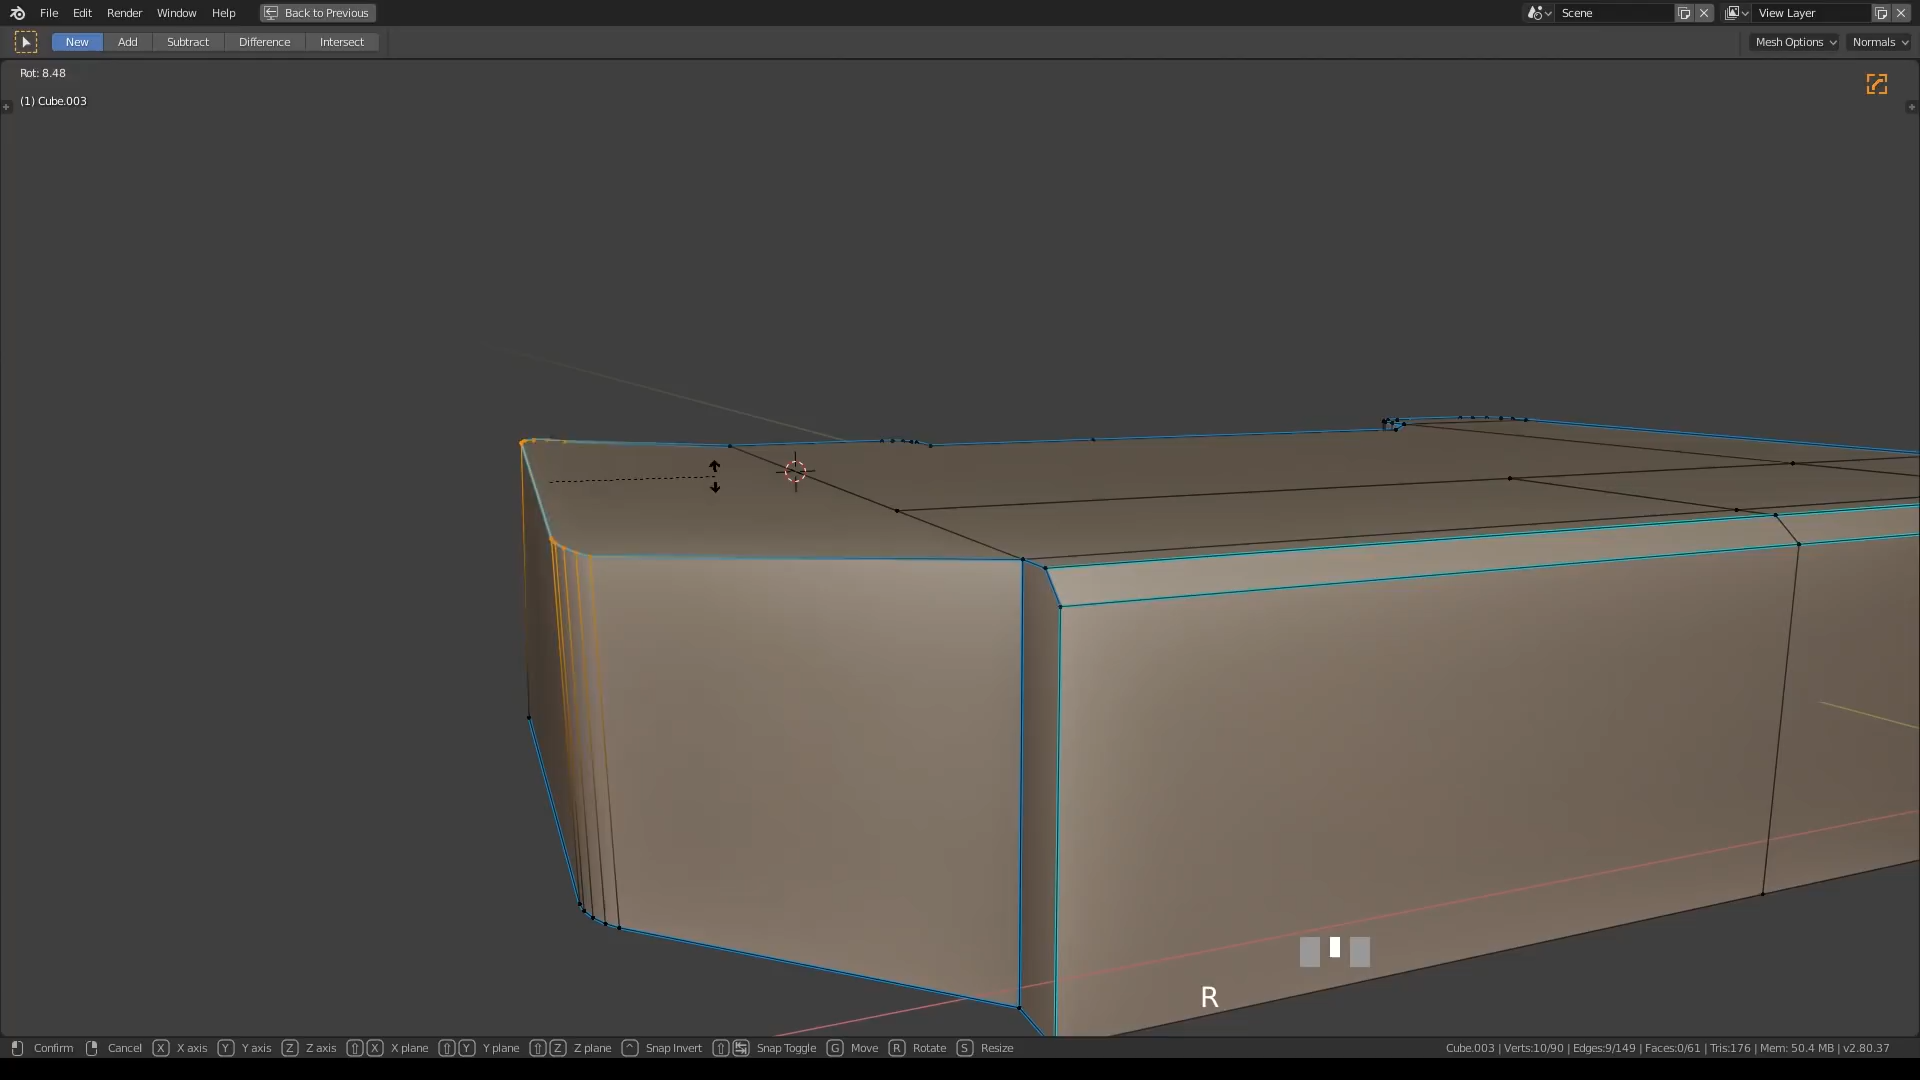 File Edit Render Window Help Back to Previous Scene View Layer
New Add Subtract Difference Intersect Mesh Options Normals
Rot: 8.48
(1) Cube.003
R
Confirm Cancel X X axis Y Y axis Z Z axis X X plane Y Y plane Z Z plane ^ Snap Invert Snap Toggle G Move R Rotate S Resize Cube.003 | Verts:10/90 | Edges:9/149 | Faces:0/61 | Tris:176 | Mem: 50.4 MB | v2.80.37